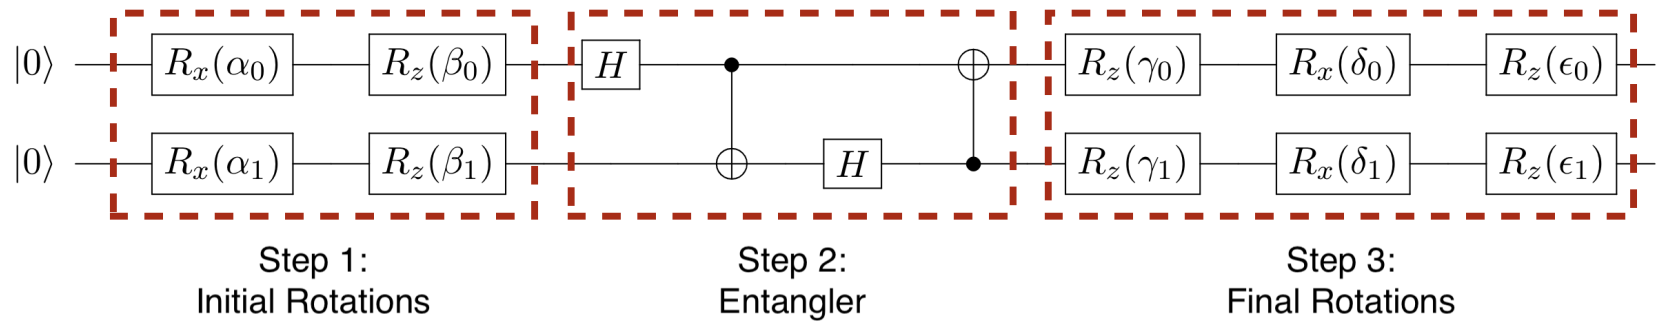 |0⟩ Rx(α0) Rz(β0) H Rz(γ0) Rx(δ0) Rz(ϵ0)
|0⟩ Rx(α1) Rz(β1) H Rz(γ1) Rx(δ1) Rz(ϵ1)
Step 1: Step 2: Step 3:
Initial Rotations Entangler Final Rotations